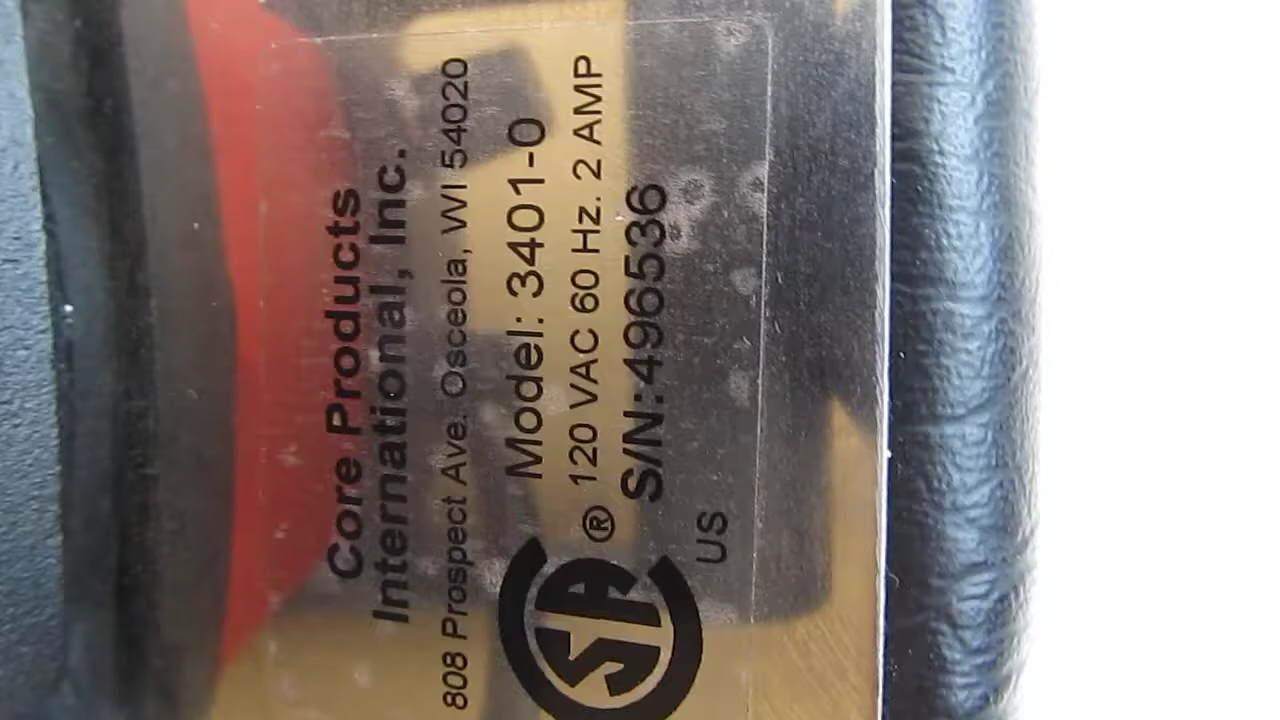 Core Products
International, Inc.
808 Prospect Ave. Osceola, WI 54020
Model: 3401-0
120 VAC 60 Hz. 2 AMP
S/N:496536
SA ®
US